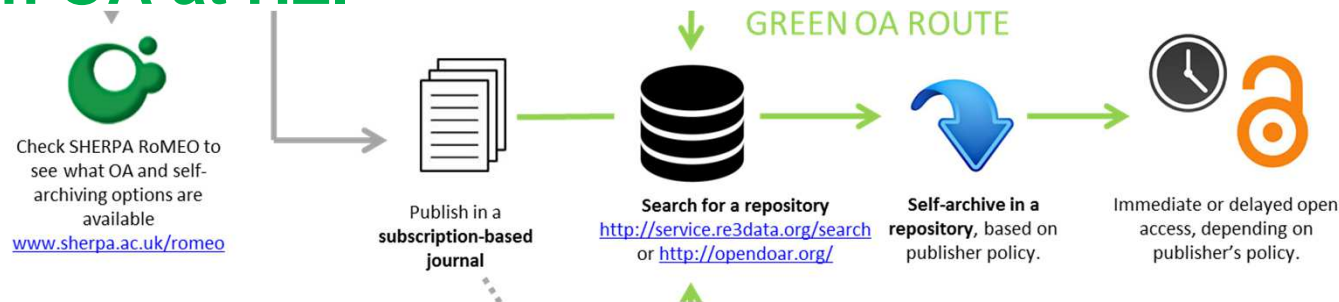 GREEN OA ROUTE
Check SHERPA RoMEO to
see what OA and self-
archiving options are
available
www.sherpa.ac.uk/romeo
Publish in a
subscription-based
journal
Search for a repository
http://service.re3data.org/search
or http://opendoar.org/
Self-archive in a
repository, based on
publisher policy.
Immediate or delayed open
access, depending on
publisher's policy.